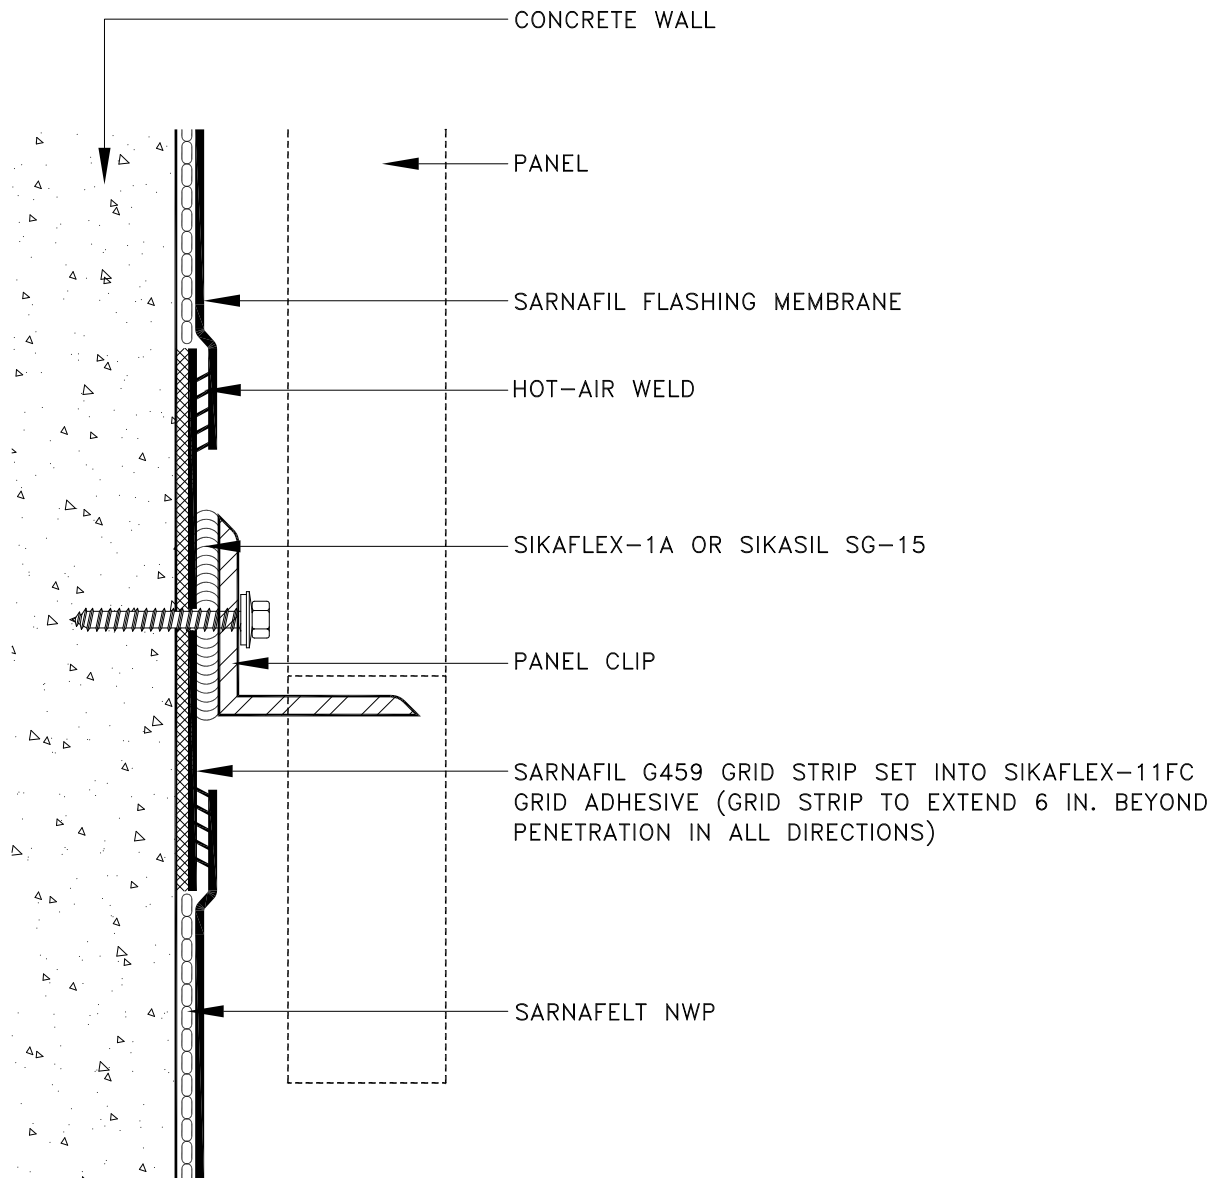 CONCRETE WALL
PANEL
SARNAFIL FLASHING MEMBRANE
HOT-AIR WELD
SIKAFLEX-1A OR SIKASIL SG-15
PANEL CLIP
SARNAFIL G459 GRID STRIP SET INTO SIKAFLEX-11FC
GRID ADHESIVE (GRID STRIP TO EXTEND 6 IN. BEYOND
PENETRATION IN ALL DIRECTIONS)
SARNAFELT NWP